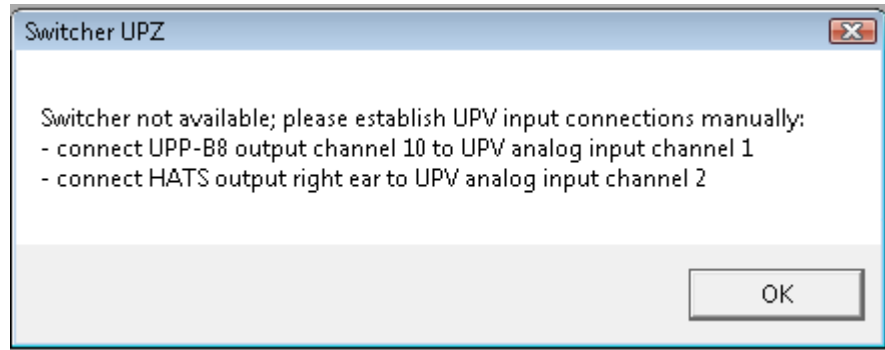 Switcher UPZ
Switcher not available; please establish UPV input connections manually:
- connect UPP-B8 output channel 10 to UPV analog input channel 1
- connect HATS output right ear to UPV analog input channel 2
OK